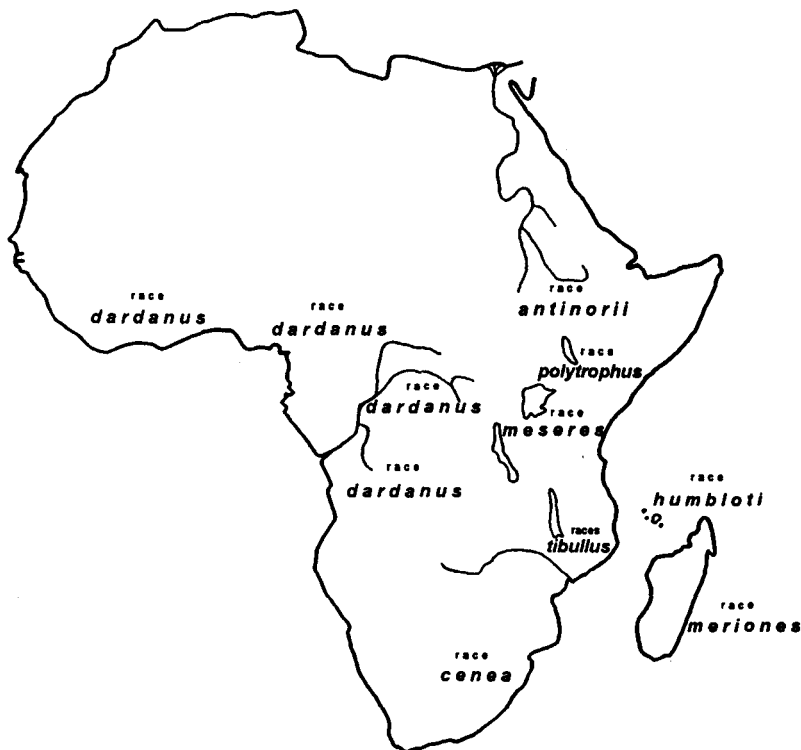 race
antinorii
race
dardanus
race
dardanus
race
polytrophus
race
dardanus
race
meseres
race
dardanus
race
humbloti
races
tibullus
race
meriones
race
cenea